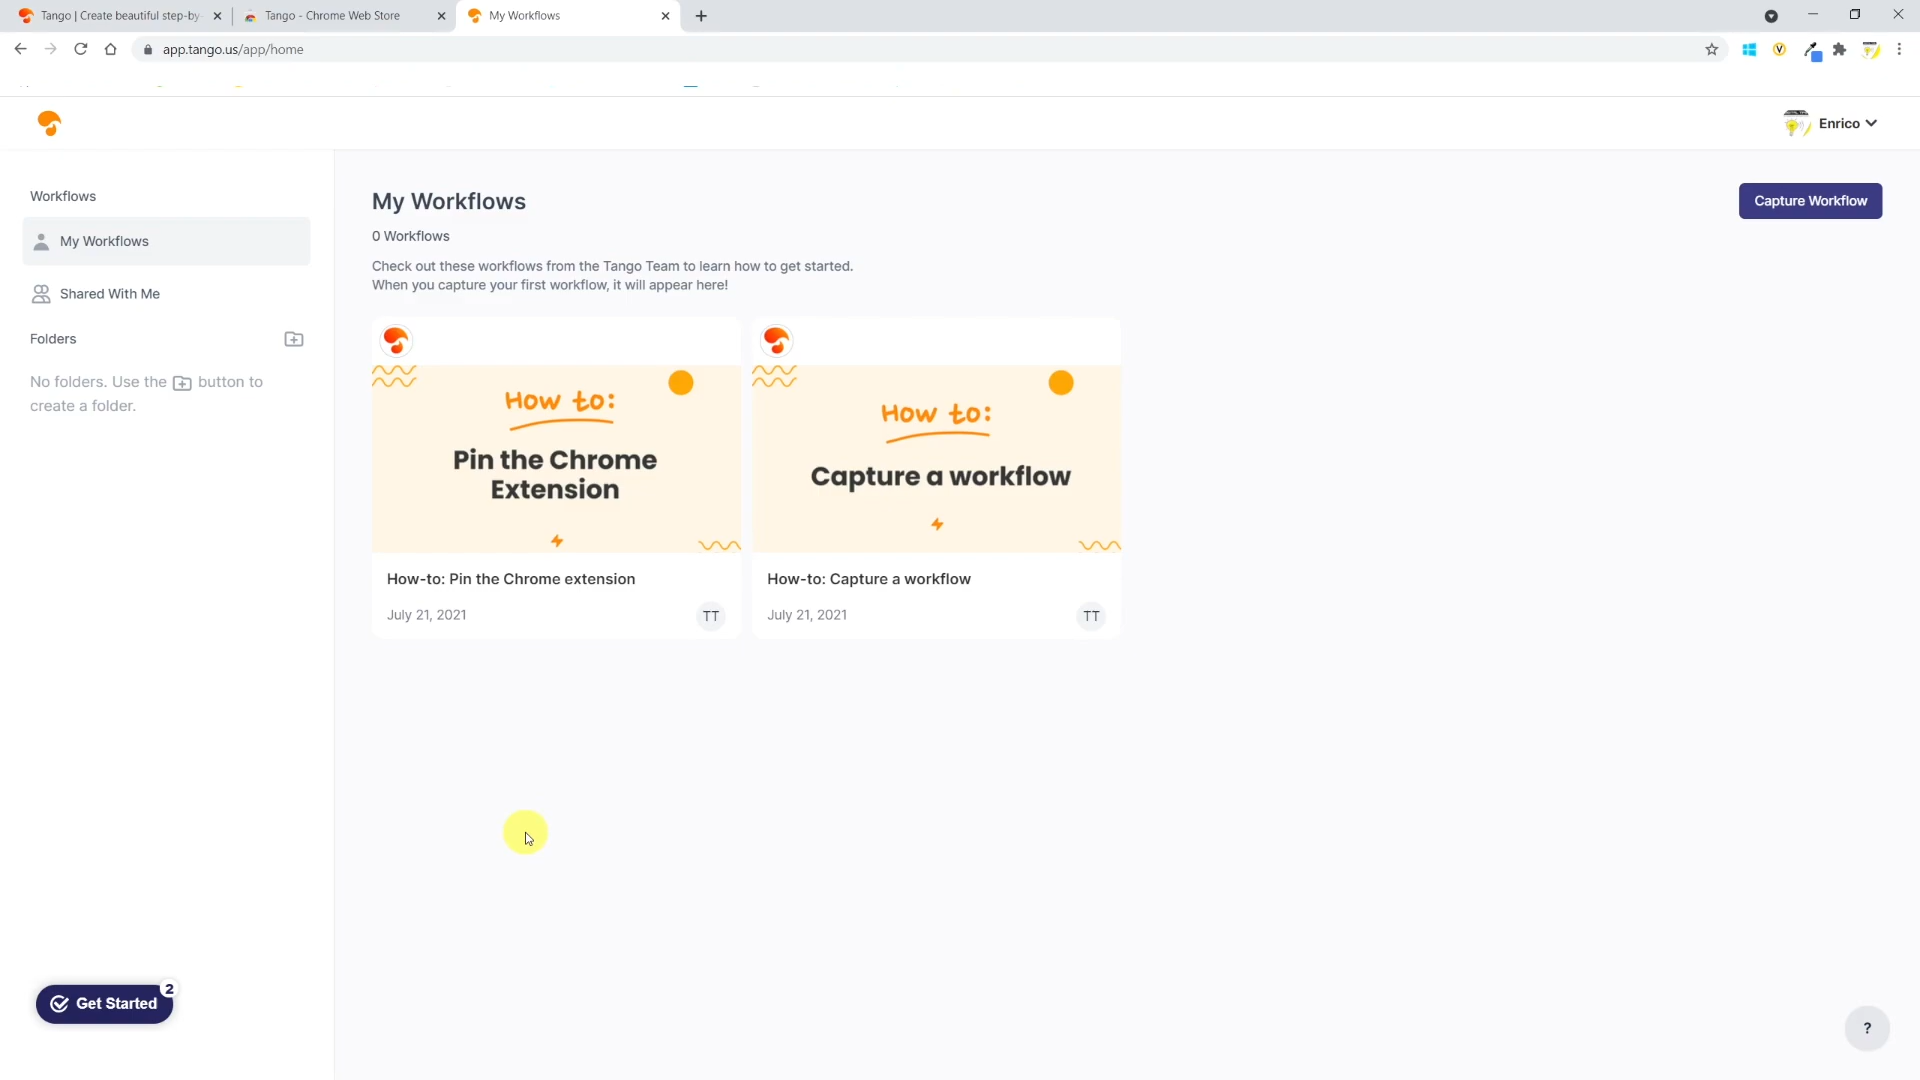 Tango | Create beautiful step-by-
Tango - Chrome Web Store
My Workflows
app.tango.us/app/home
Enrico
Workflows
My Workflows
Shared With Me
Folders
No folders. Use the button to
create a folder.
My Workflows
Capture Workflow
0 Workflows
Check out these workflows from the Tango Team to learn how to get started.
When you capture your first workflow, it will appear here!
How to:
Pin the Chrome
Extension
How-to: Pin the Chrome extension
July 21, 2021
TT
How to:
Capture a workflow
How-to: Capture a workflow
July 21, 2021
TT
Get Started
2
?